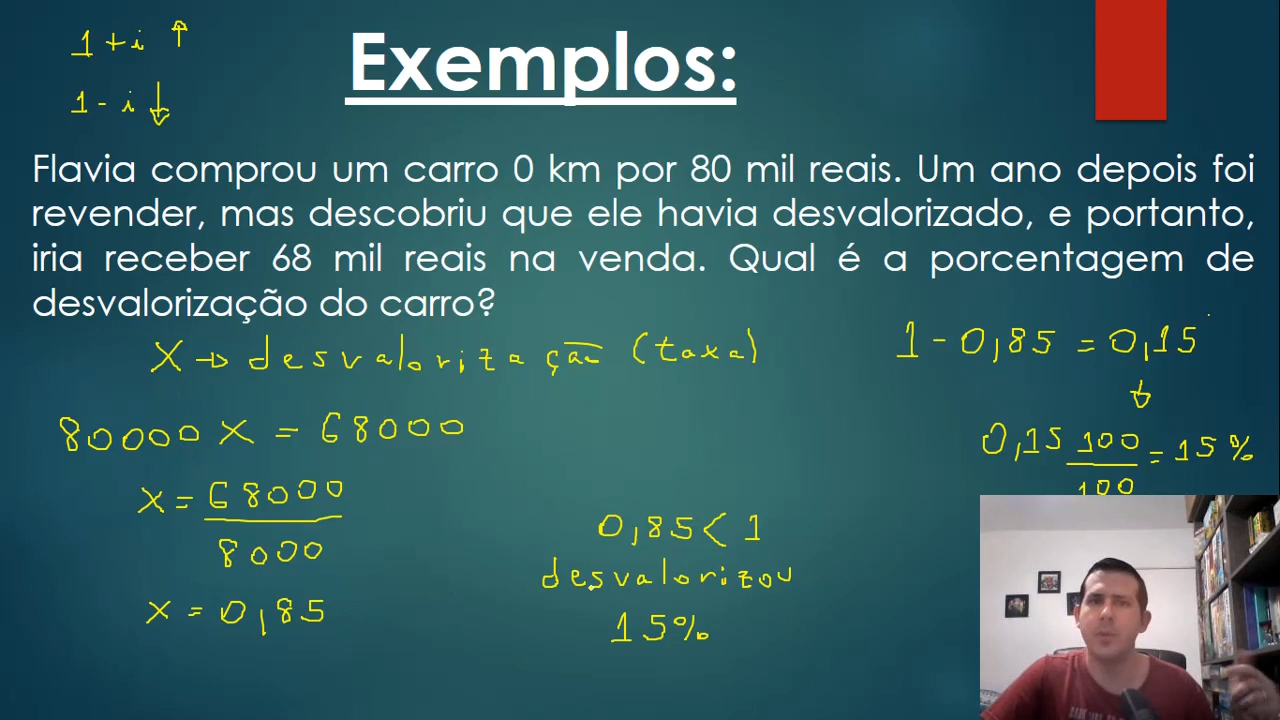 1 + i ↑
1 - i ↓
Exemplos:
Flavia comprou um carro 0 km por 80 mil reais. Um ano depois foi
revender, mas descobriu que ele havia desvalorizado, e portanto,
iria receber 68 mil reais na venda. Qual é a porcentagem de
desvalorização do carro?
X → desvalorização (taxa)
80000 X = 68000
X = 68000
8000
X = 0,85
0,85 < 1
desvalorizou
15%
1 - 0,85 = 0,15
↓
0,15 100 = 15 %
100